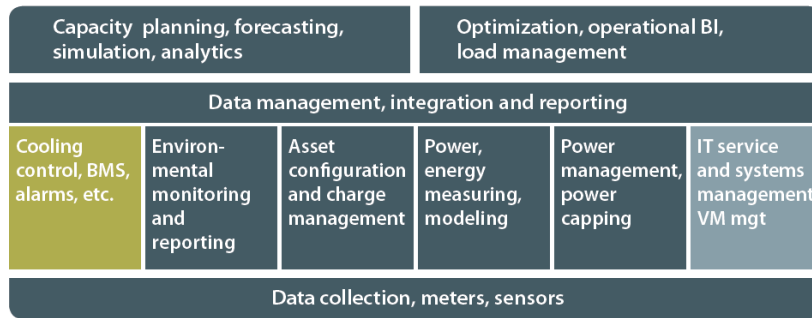 Capacity planning, forecasting,
simulation, analytics
Optimization, operational BI,
load management
Data management, integration and reporting
Cooling
control, BMS,
alarms, etc.
Environ-
mental
monitoring
and
reporting
Asset
configuration
and charge
management
Power,
energy
measuring,
modeling
Power
management,
power
capping
IT service
and systems
management
VM mgt
Data collection, meters, sensors